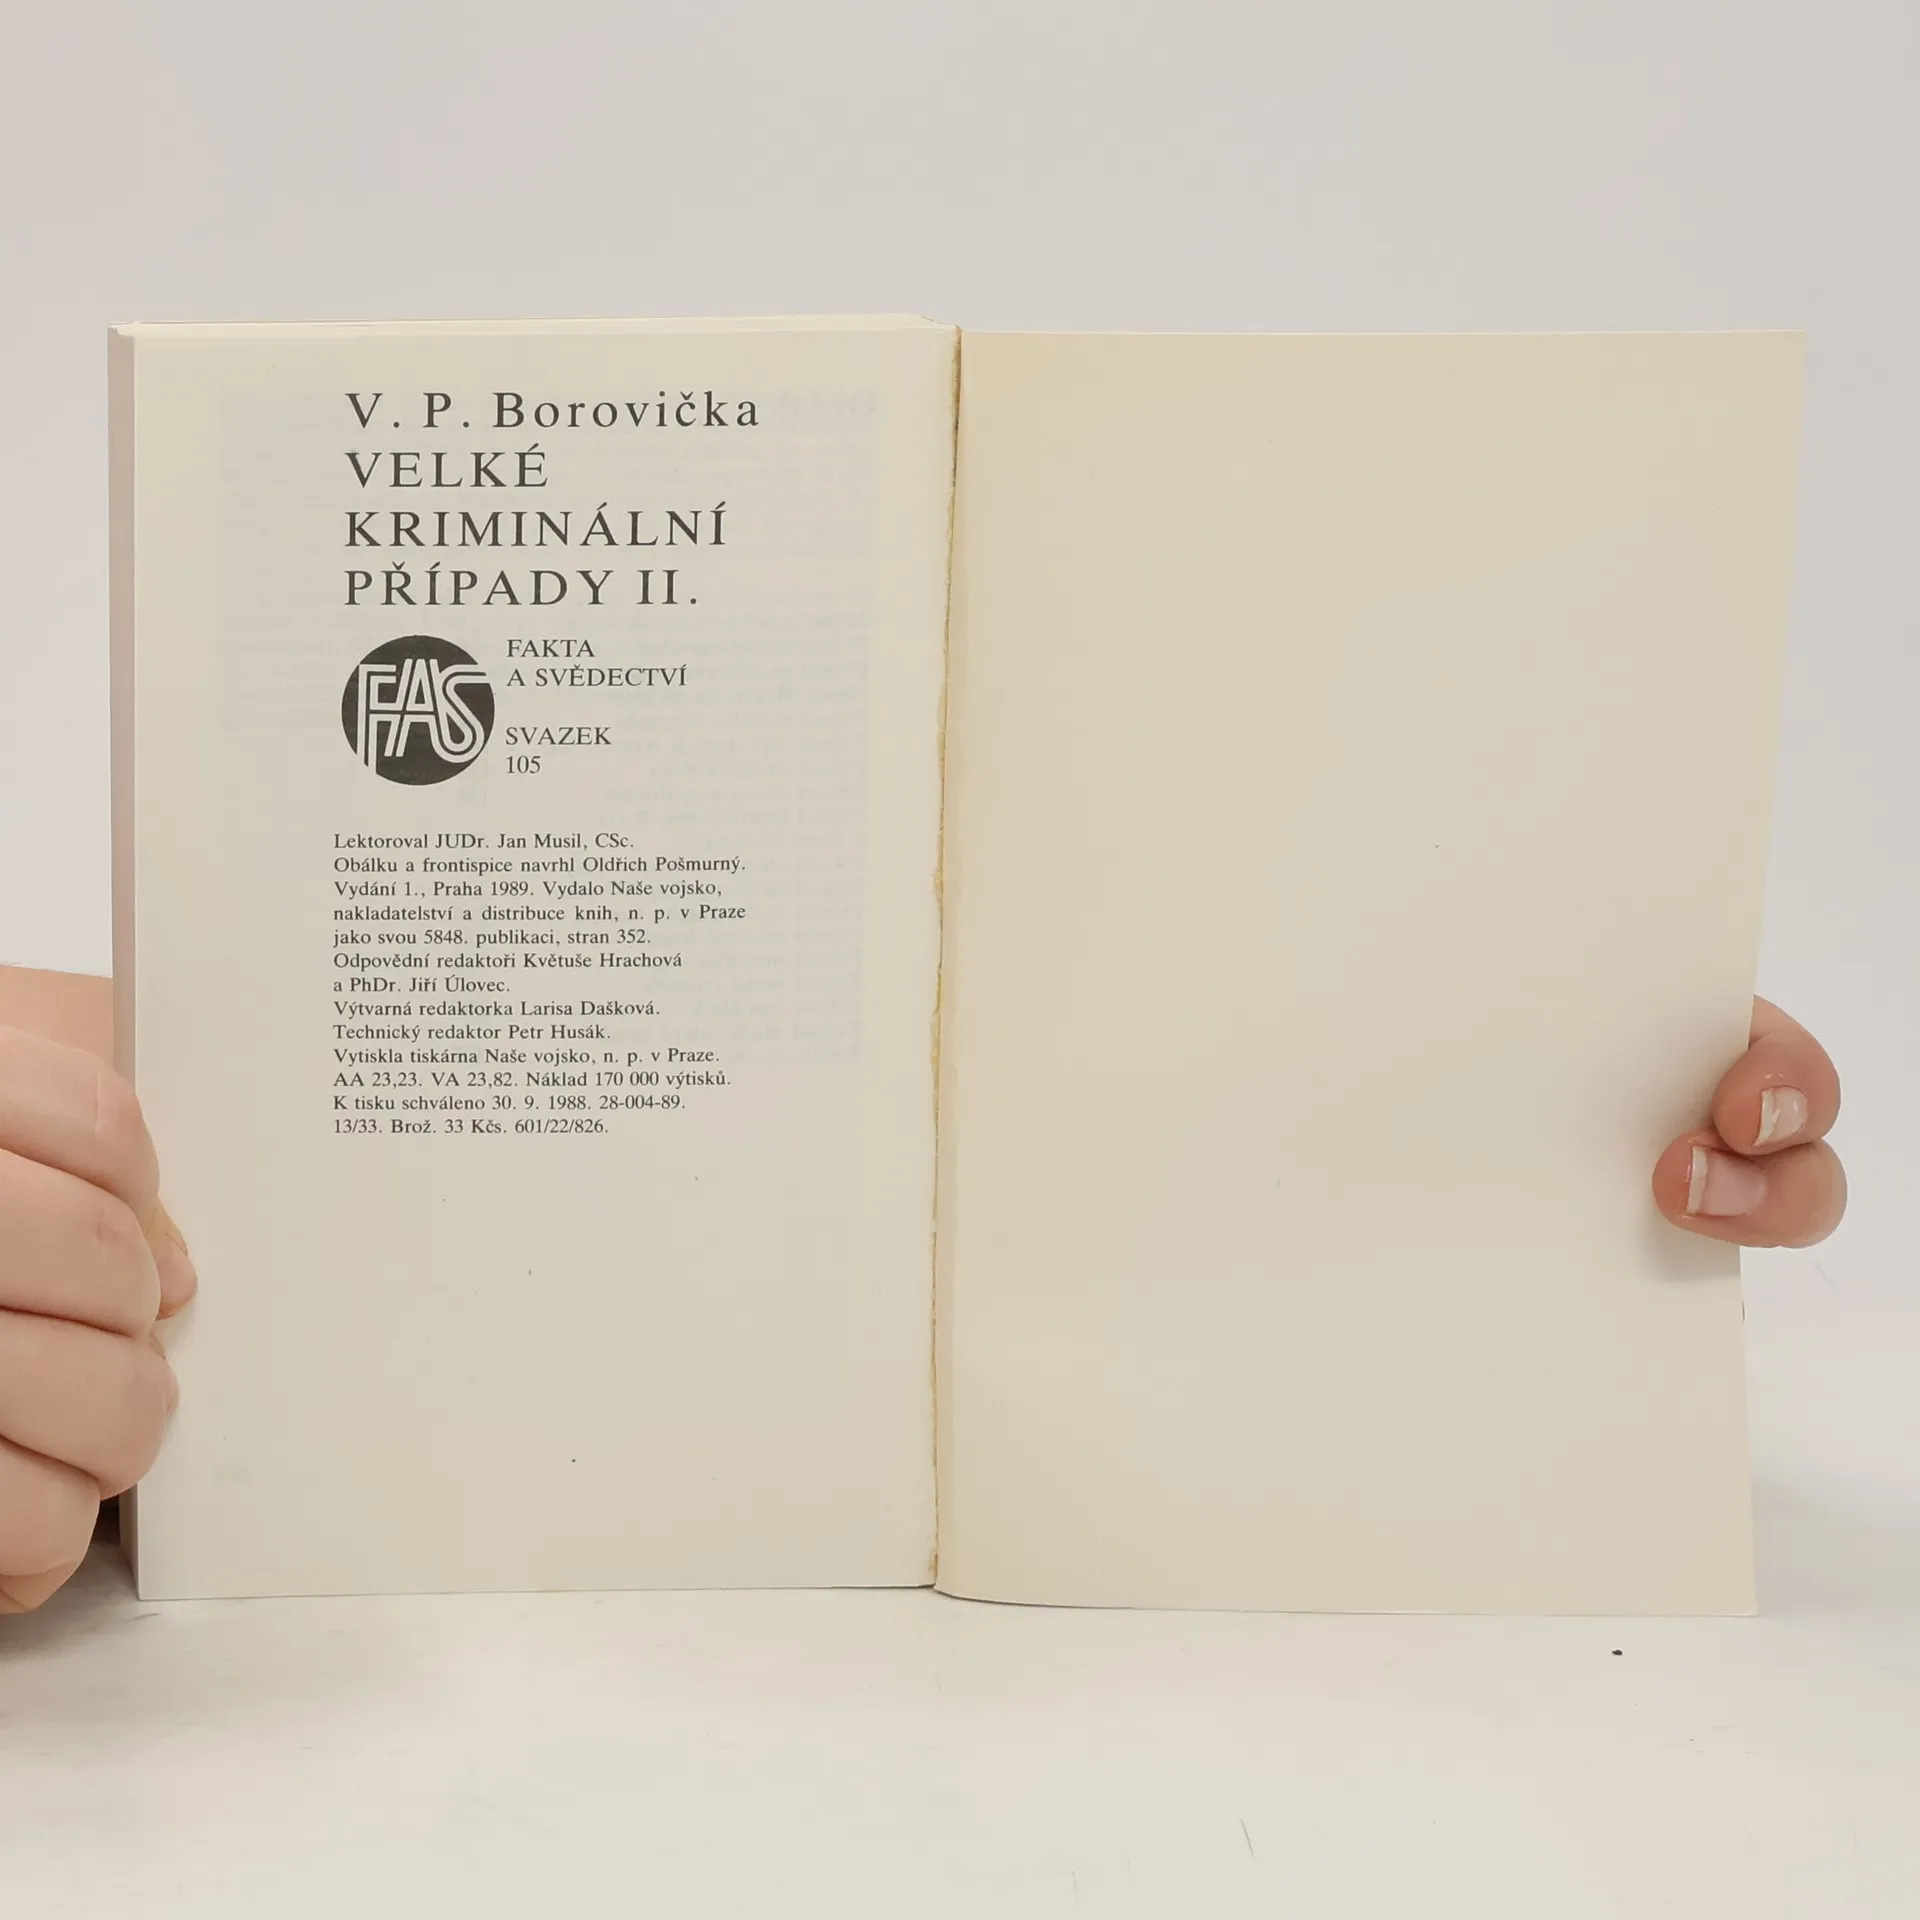 V. P. Borovička
VELKÉ
KRIMINÁLNÍ
PŘÍPADY II.
FAS
FAKTA
A SVĚDECTVÍ
SVAZEK
105
Lektoroval JUDr. Jan Musil, CSc.
Obálku a frontispice navrhl Oldřich Pošmurný.
Vydání 1., Praha 1989. Vydalo Naše vojsko,
nakladatelství a distribuce knih, n. p. v Praze
jako svou 5848. publikaci, stran 352.
Odpovědní redaktoři Květuše Hrachová
a PhDr. Jiří Úlovec.
Výtvarná redaktorka Larisa Dašková.
Technický redaktor Petr Husák.
Vytiskla tiskárna Naše vojsko, n. p. v Praze.
AA 23,23. VA 23,82. Náklad 170 000 výtisků.
K tisku schváleno 30. 9. 1988. 28-004-89.
13/33. Brož. 33 Kčs. 601/22/826.